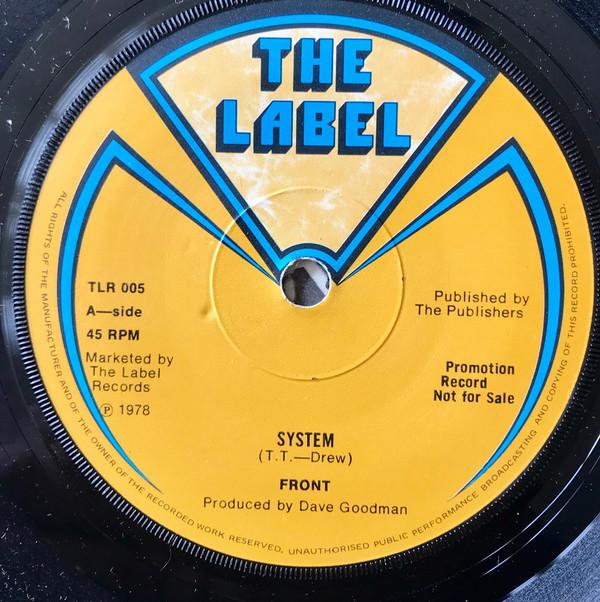 THE
LABEL
TLR 005
A—side
45 RPM
Marketed by
The Label
Records
℗ 1978
Published by
The Publishers
Promotion
Record
Not for Sale
SYSTEM
(T.T.—Drew)
FRONT
Produced by Dave Goodman
ALL RIGHTS OF THE MANUFACTURER AND OF THE OWNER OF THE RECORDED WORK RESERVED. UNAUTHORISED PUBLIC PERFORMANCE BROADCASTING AND COPYING OF THIS RECORD PROHIBITED.